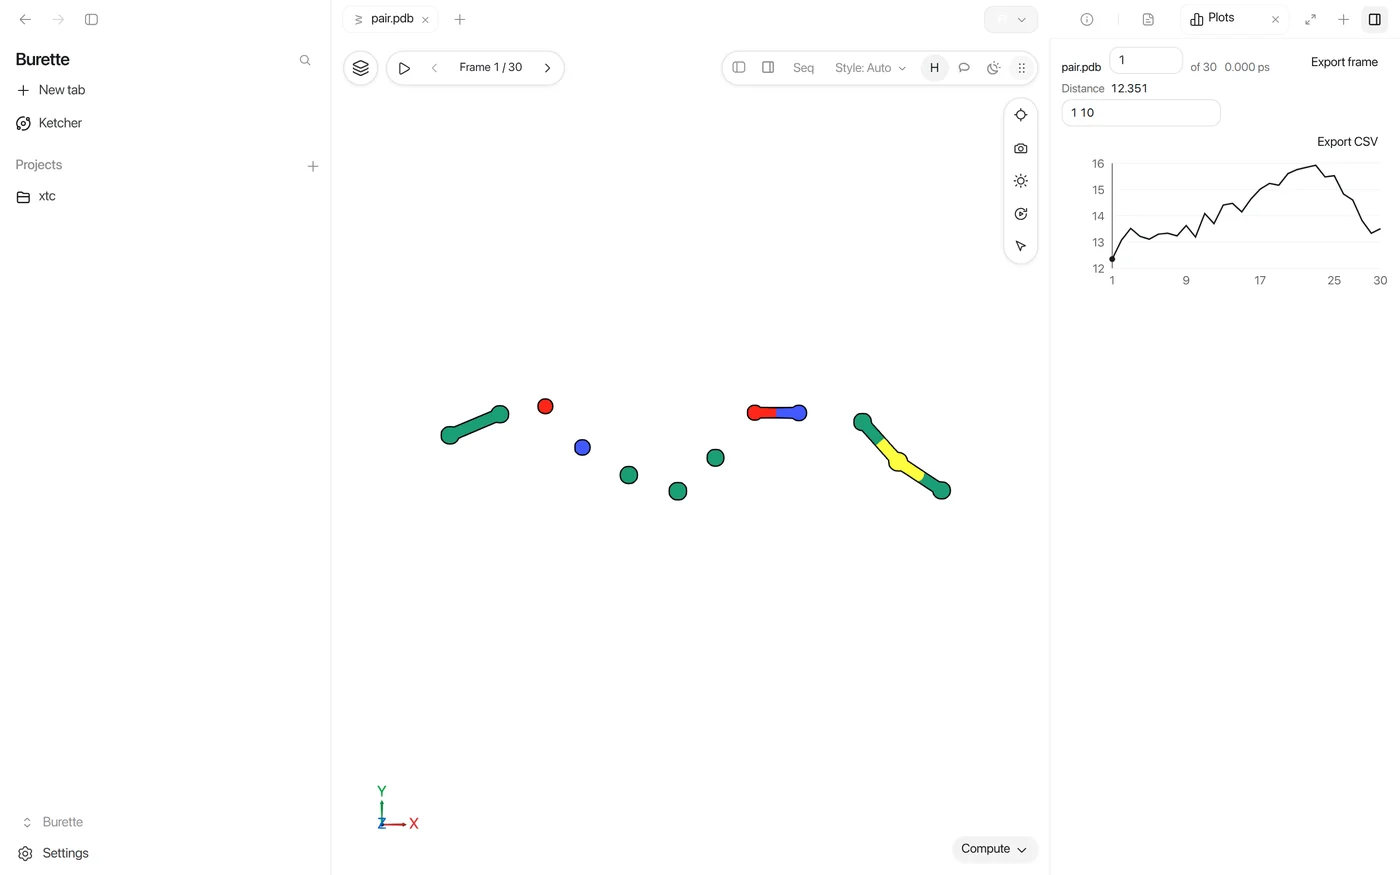 pair.pdb
Plots
Burette
New tab
Ketcher
Projects
xtc
Burette
Settings
Frame 1 / 30
Seq
Style: Auto
H
Y
Z
X
Compute
pair.pdb
1
of 30
0.000 ps
Export frame
Distance 12.351
1 10
Export CSV
16
15
14
13
12
1
9
17
25
30